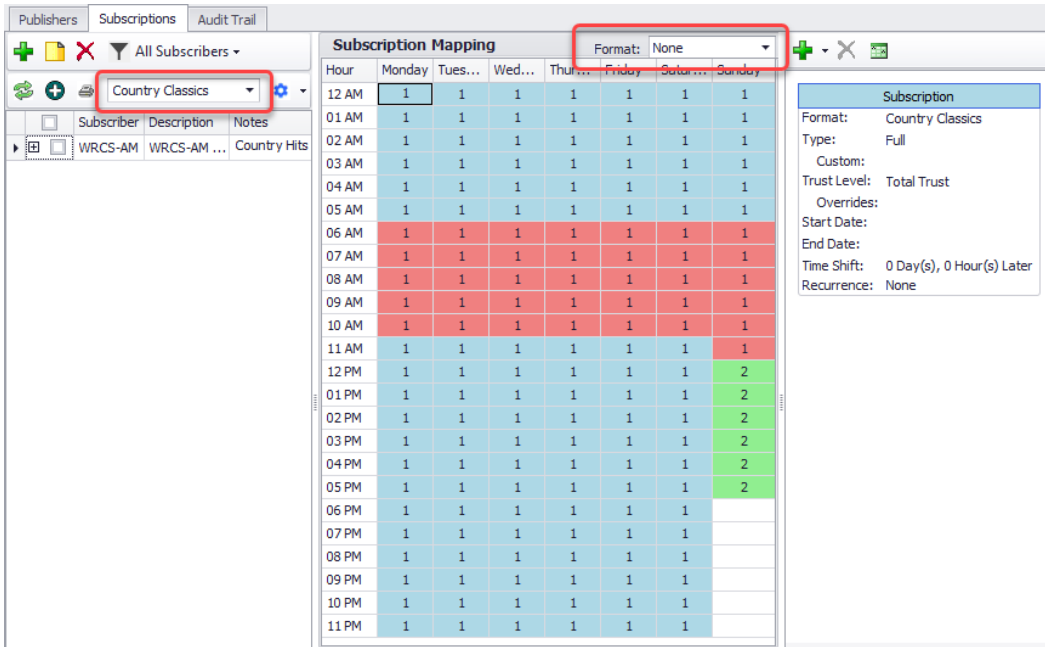 Publishers Subscriptions Audit Trail
All Subscribers
Country Classics
Subscriber Description Notes
WRCS-AM WRCS-AM ... Country Hits
Subscription Mapping Format: None
Hour Monday Tues... Wed... Thur... Friday Satur... Sunday
12 AM 1 1 1 1 1 1 1
01 AM 1 1 1 1 1 1 1
02 AM 1 1 1 1 1 1 1
03 AM 1 1 1 1 1 1 1
04 AM 1 1 1 1 1 1 1
05 AM 1 1 1 1 1 1 1
06 AM 1 1 1 1 1 1 1
07 AM 1 1 1 1 1 1 1
08 AM 1 1 1 1 1 1 1
09 AM 1 1 1 1 1 1 1
10 AM 1 1 1 1 1 1 1
11 AM 1 1 1 1 1 1 1
12 PM 1 1 1 1 1 1 2
01 PM 1 1 1 1 1 1 2
02 PM 1 1 1 1 1 1 2
03 PM 1 1 1 1 1 1 2
04 PM 1 1 1 1 1 1 2
05 PM 1 1 1 1 1 1 2
06 PM 1 1 1 1 1 1
07 PM 1 1 1 1 1 1
08 PM 1 1 1 1 1 1
09 PM 1 1 1 1 1 1
10 PM 1 1 1 1 1 1
11 PM 1 1 1 1 1 1
Subscription
Format: Country Classics
Type: Full
Custom:
Trust Level: Total Trust
Overrides:
Start Date:
End Date:
Time Shift: 0 Day(s), 0 Hour(s) Later
Recurrence: None